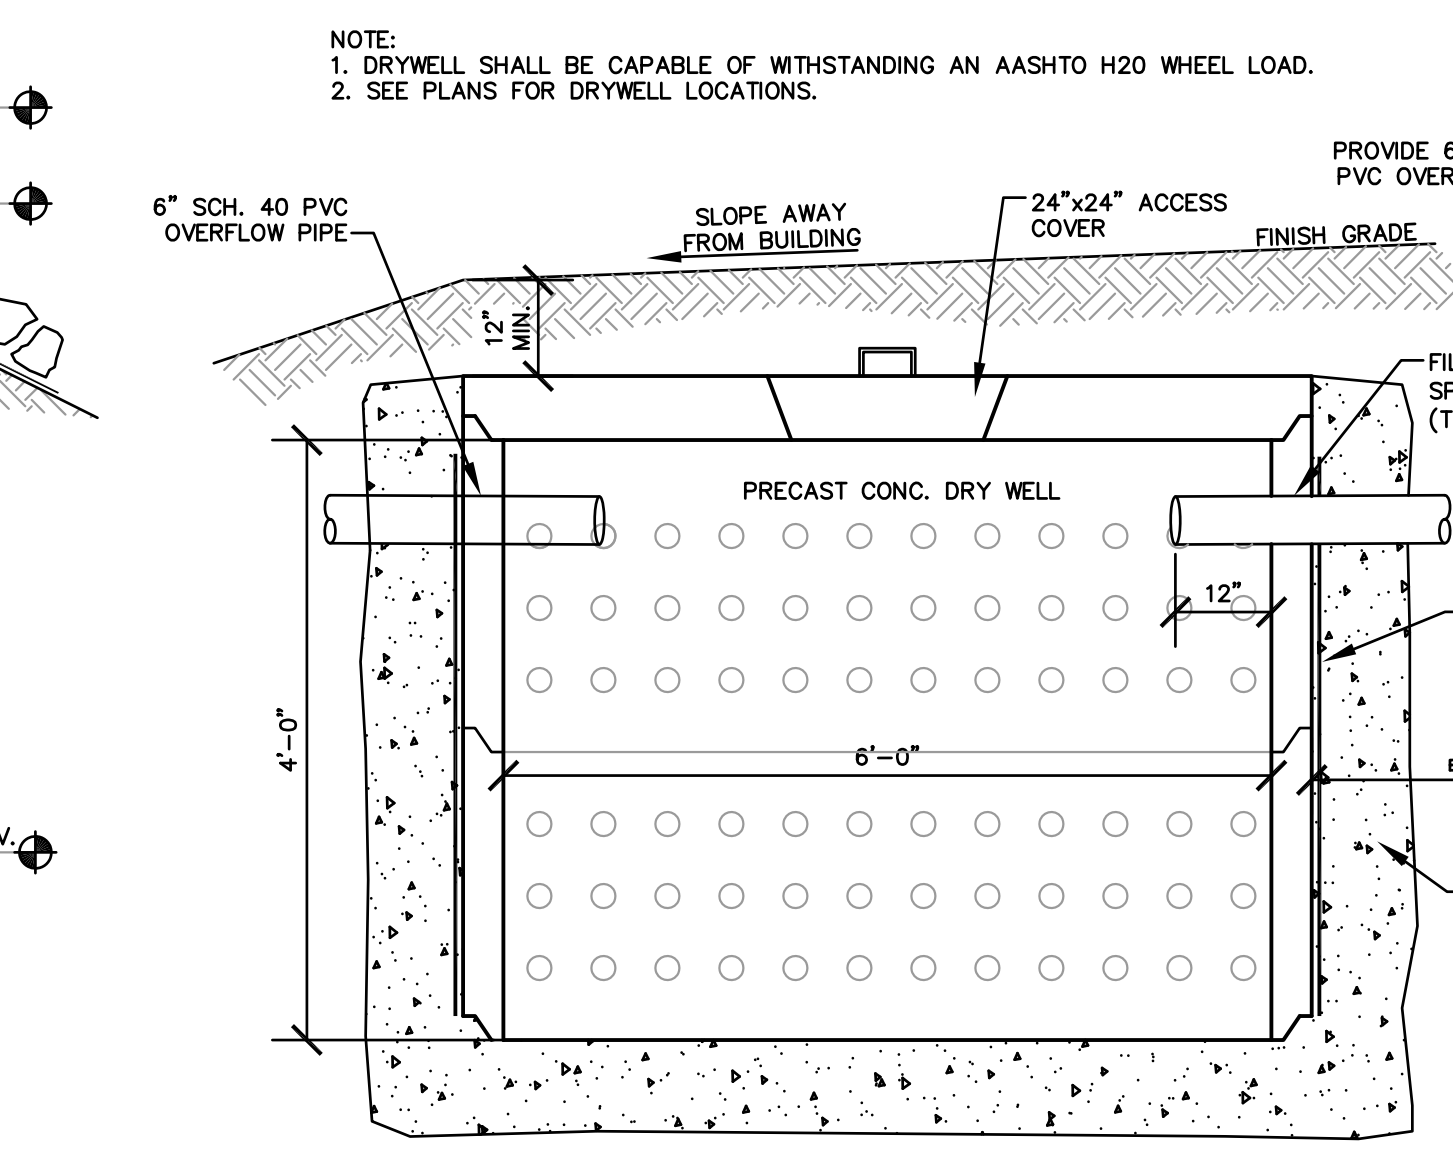 NOTE:
1. DRYWELL SHALL BE CAPABLE OF WITHSTANDING AN AASHTO H20 WHEEL LOAD.
2. SEE PLANS FOR DRYWELL LOCATIONS.
PROVIDE 6
PVC OVER
6" SCH. 40 PVC
OVERFLOW PIPE
SLOPE AWAY
FROM BUILDING
24"x24" ACCESS
COVER
FINISH GRADE
12"
MIN.
FIL
SP
(T
PRECAST CONC. DRY WELL
12"
4'-0"
6'-0"
V.